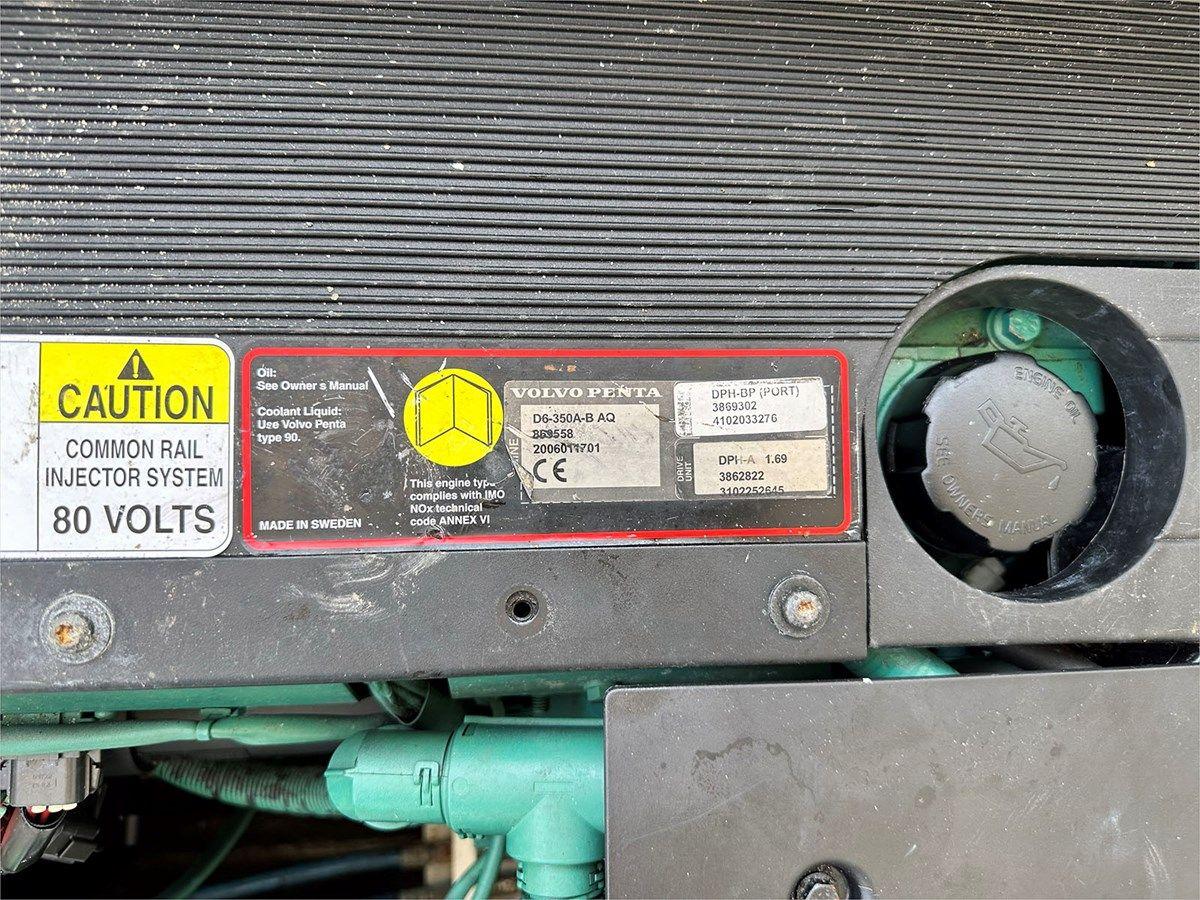 CAUTION
COMMON RAIL
INJECTOR SYSTEM
80 VOLTS
Oil:
See Owner s Manual
Coolant Liquid:
Use Volvo Penta
type 90.
MADE IN SWEDEN
This engine type
complies with IMO
NOx technical
code ANNEX VI
VOLVO PENTA
D6-350A-B AQ
869558
2006011701
CE
DPH-BP (PORT)
3869302
4102033276
DRIVE
UNIT
DPH-A 1.69
3862822
3102252645
ENGINE OIL
SEE OWNERS MANUAL